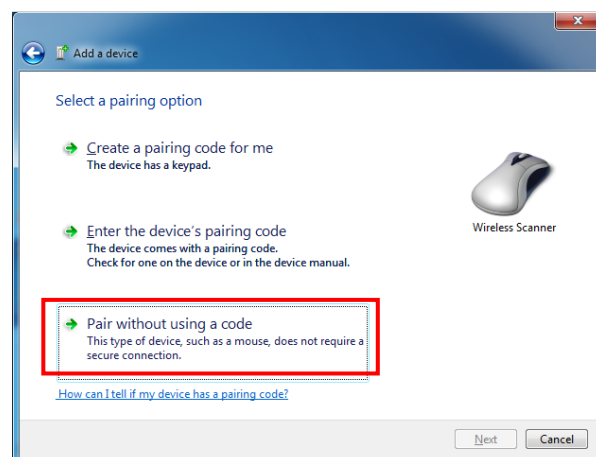 Add a device
Select a pairing option
Create a pairing code for me
The device has a keypad.
Enter the device's pairing code
The device comes with a pairing code.
Check for one on the device or in the device manual.
Wireless Scanner
Pair without using a code
This type of device, such as a mouse, does not require a
secure connection.
How can I tell if my device has a pairing code?
Next
Cancel